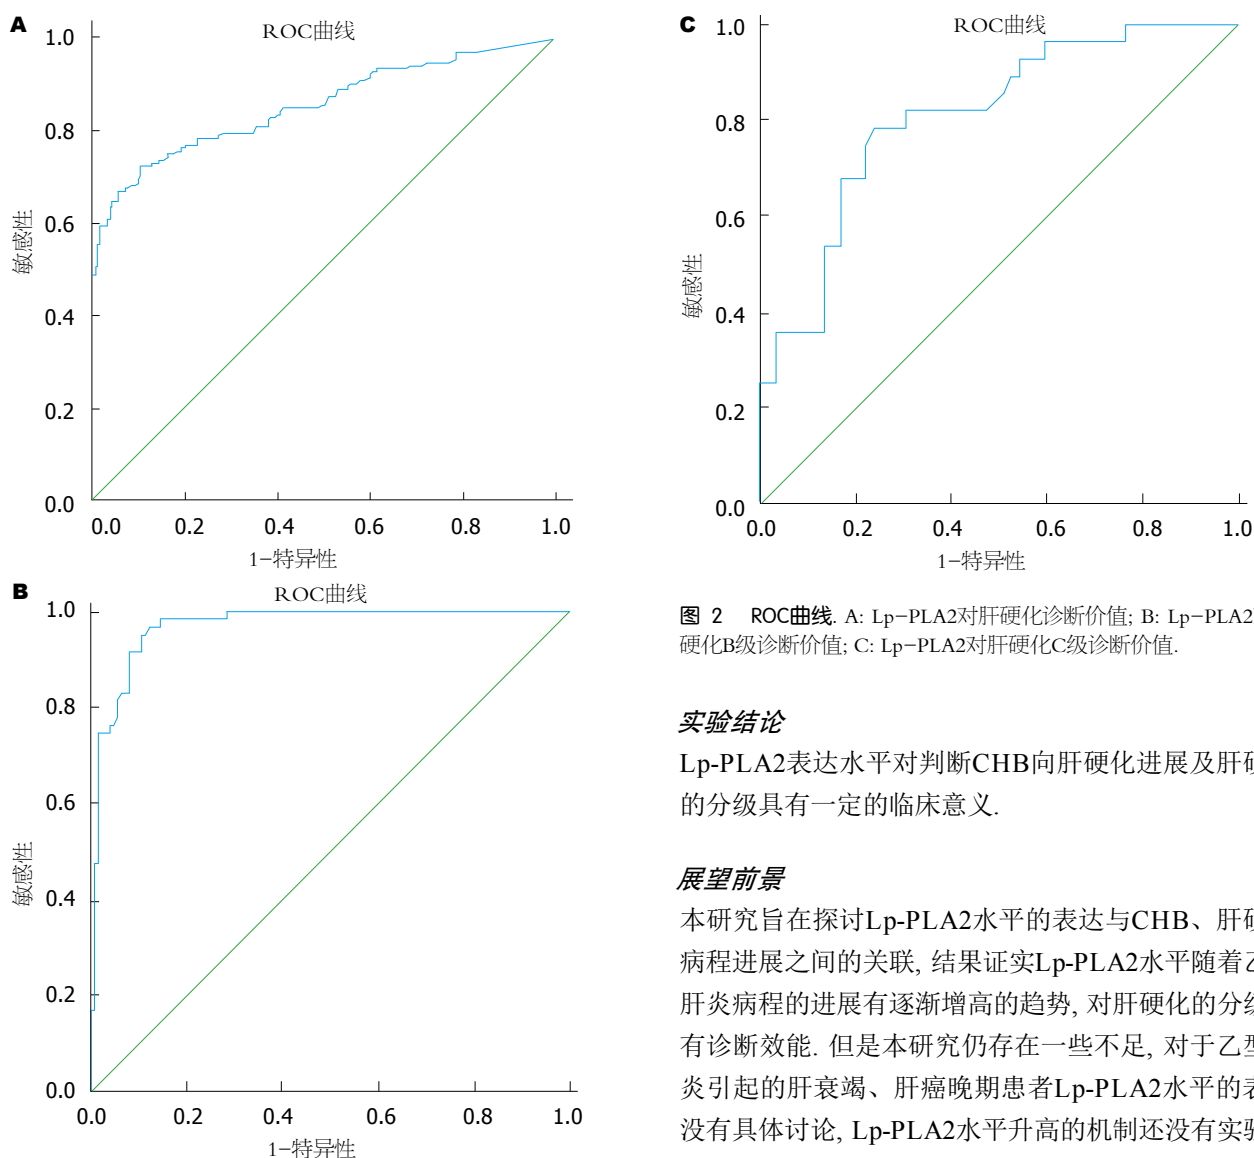 A
ROC曲线
1.0
0.8
0.6
0.4
0.2
0.0
敏感性
0.0 0.2 0.4 0.6 0.8 1.0
1-特异性
B
ROC曲线
1.0
0.8
0.6
0.4
0.2
0.0
敏感性
0.0 0.2 0.4 0.6 0.8 1.0
1-特异性
C
ROC曲线
1.0
0.8
0.6
0.4
0.2
0.0
敏感性
0.0 0.2 0.4 0.6 0.8 1.0
1-特异性
图 2 ROC曲线. A: Lp-PLA2对肝硬化诊断价值; B: Lp-PLA2
硬化B级诊断价值; C: Lp-PLA2对肝硬化C级诊断价值.
实验结论
Lp-PLA2表达水平对判断CHB向肝硬化进展及肝硬
的分级具有一定的临床意义.
展望前景
本研究旨在探讨Lp-PLA2水平的表达与CHB、肝硬
病程进展之间的关联, 结果证实Lp-PLA2水平随着乙
肝炎病程的进展有逐渐增高的趋势, 对肝硬化的分级
有诊断效能. 但是本研究仍存在一些不足, 对于乙型
炎引起的肝衰竭、肝癌晚期患者Lp-PLA2水平的表
没有具体讨论, Lp-PLA2水平升高的机制还没有实验